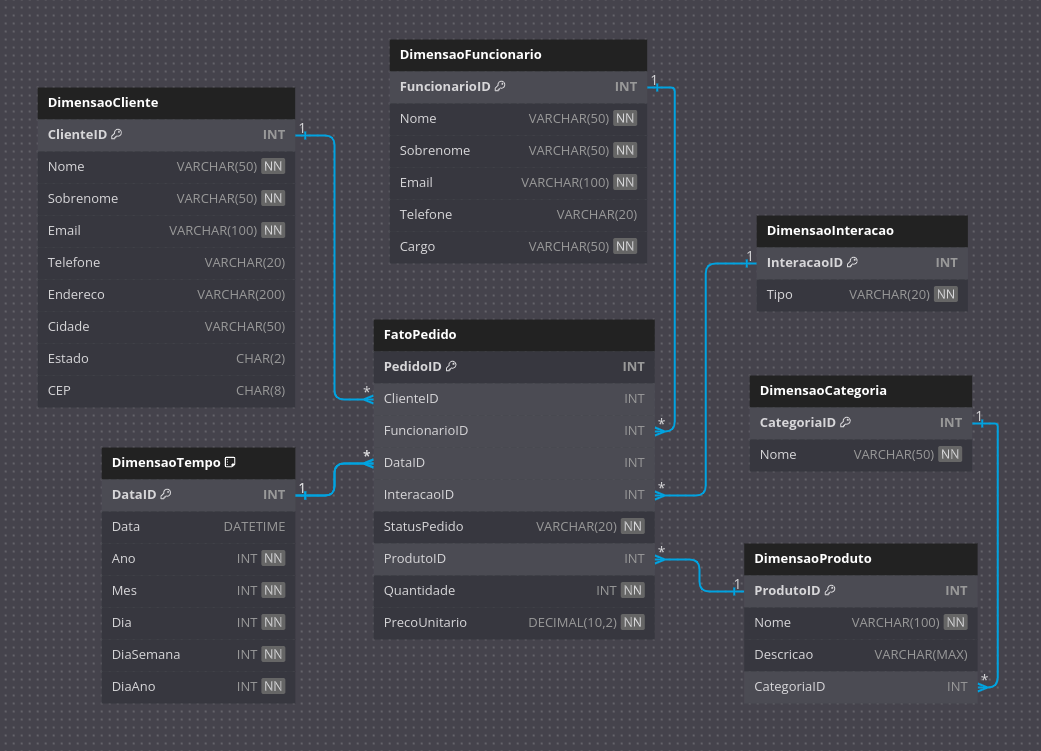 DimensaoFuncionario
FuncionarioID INT
Nome VARCHAR(50) NN
Sobrenome VARCHAR(50) NN
Email VARCHAR(100) NN
Telefone VARCHAR(20)
Cargo VARCHAR(50) NN
1
DimensaoCliente
ClienteID INT
Nome VARCHAR(50) NN
Sobrenome VARCHAR(50) NN
Email VARCHAR(100) NN
Telefone VARCHAR(20)
Endereco VARCHAR(200)
Cidade VARCHAR(50)
Estado CHAR(2)
CEP CHAR(8)
1
DimensaoInteracao
InteracaoID INT
Tipo VARCHAR(20) NN
1
FatoPedido
PedidoID INT
* ClienteID INT
FuncionarioID INT *
* DataID INT
InteracaoID INT *
StatusPedido VARCHAR(20) NN
ProdutoID INT *
Quantidade INT NN
PrecoUnitario DECIMAL(10,2) NN
DimensaoCategoria
CategoriaID INT 1
Nome VARCHAR(50) NN
DimensaoTempo
DataID INT 1
Data DATETIME
Ano INT NN
Mes INT NN
Dia INT NN
DiaSemana INT NN
DiaAno INT NN
DimensaoProduto
1 ProdutoID INT
Nome VARCHAR(100) NN
Descricao VARCHAR(MAX)
CategoriaID INT *